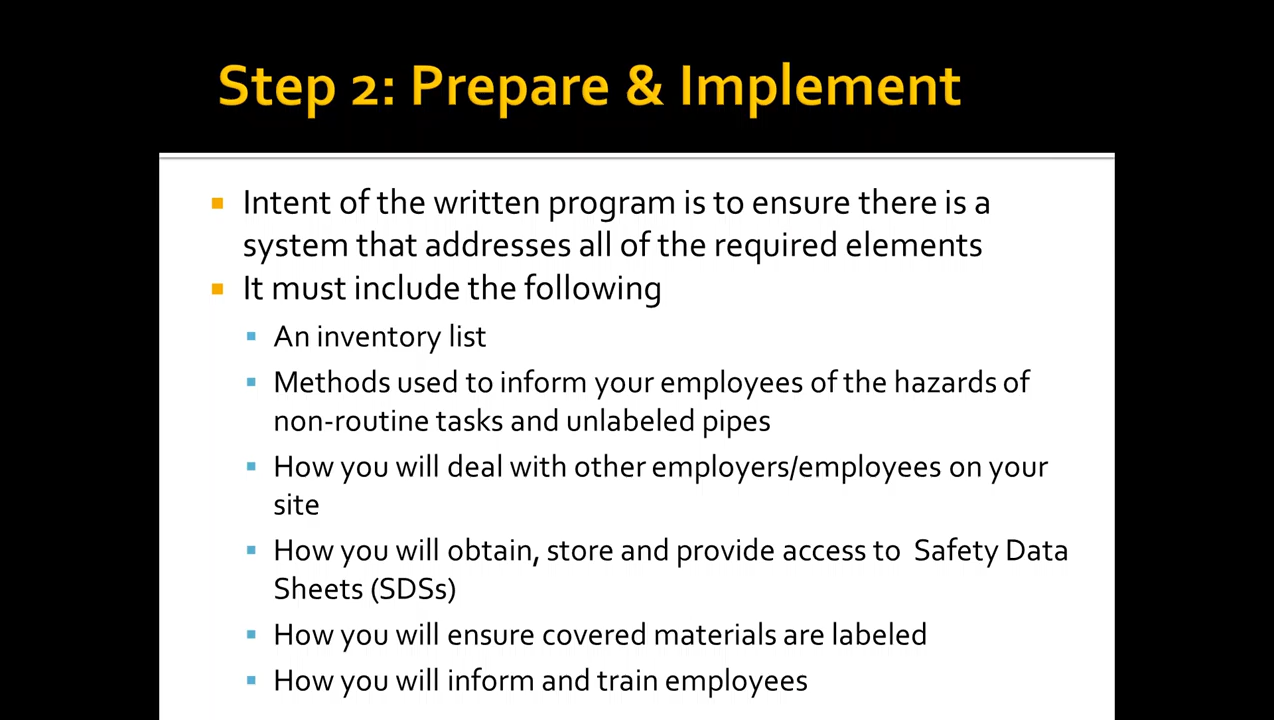 Step 2: Prepare & Implement
Intent of the written program is to ensure there is a
system that addresses all of the required elements
It must include the following
An inventory list
Methods used to inform your employees of the hazards of
non-routine tasks and unlabeled pipes
How you will deal with other employers/employees on your
site
How you will obtain, store and provide access to Safety Data
Sheets (SDSs)
How you will ensure covered materials are labeled
How you will inform and train employees